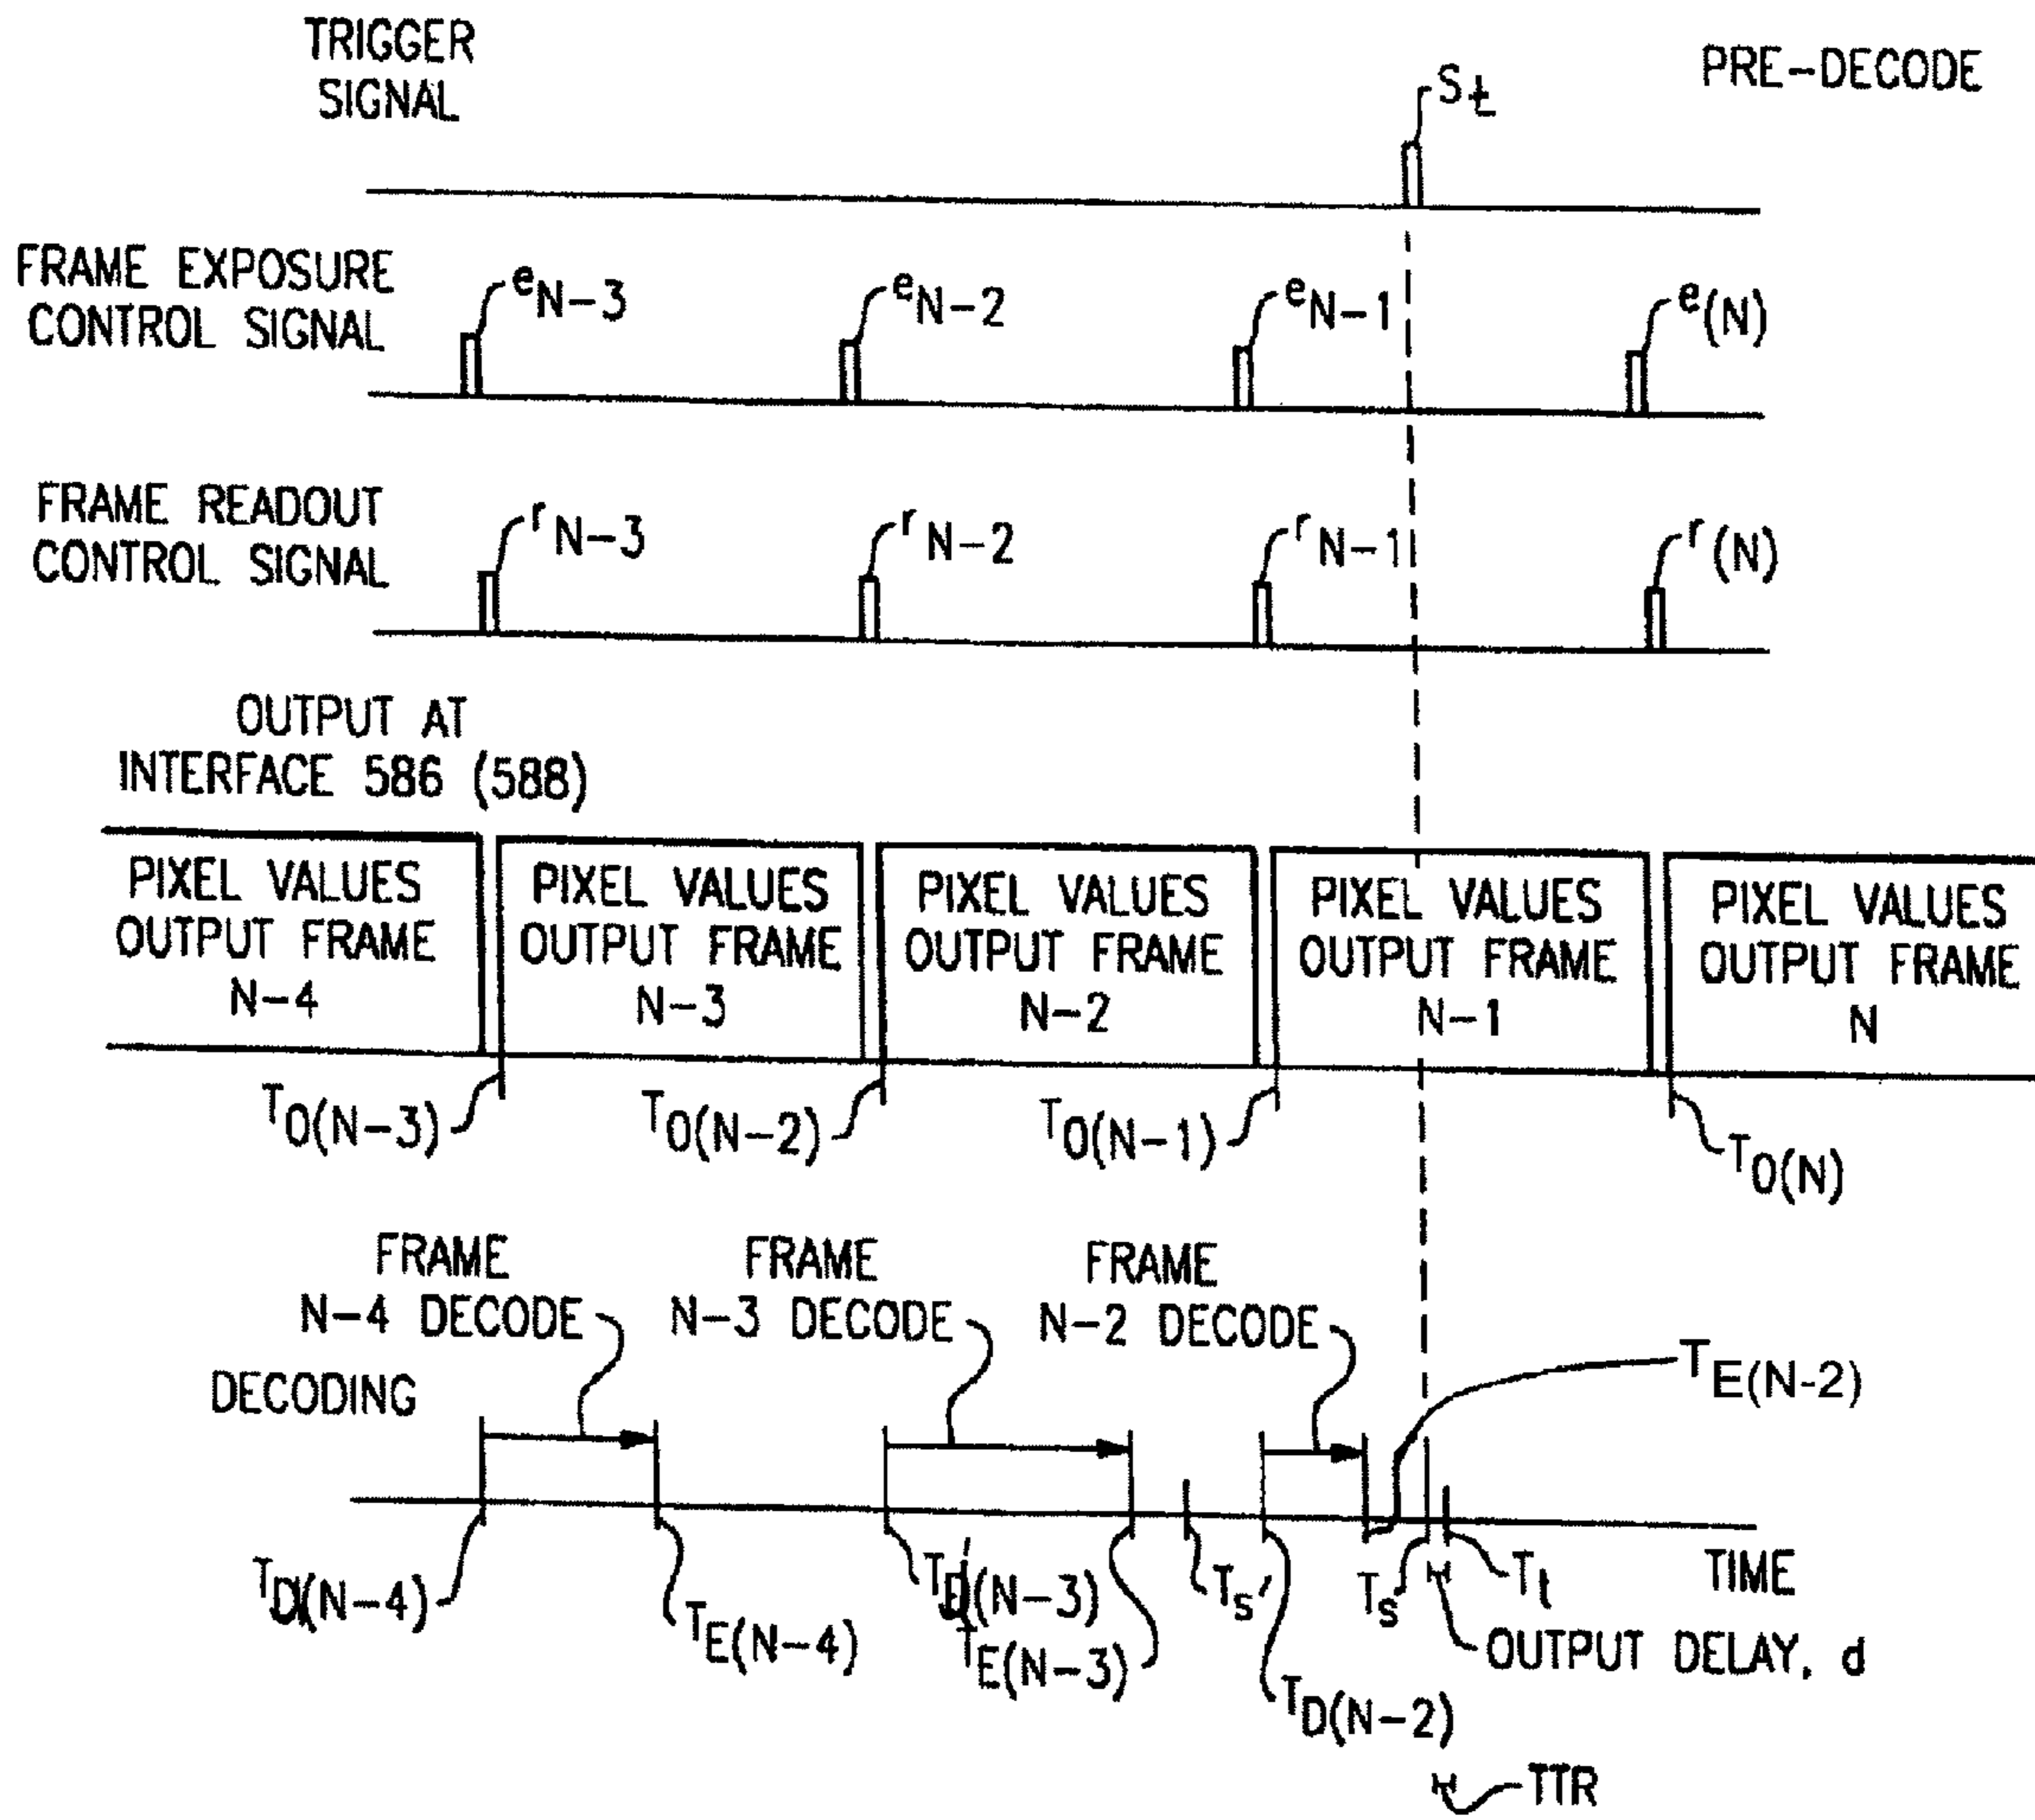 TRIGGER
SIGNAL
PRE-DECODE
St
FRAME EXPOSURE
CONTROL SIGNAL
eN-3
eN-2
eN-1
e(N)
FRAME READOUT
CONTROL SIGNAL
rN-3
rN-2
rN-1
r(N)
OUTPUT AT
INTERFACE 586 (588)
PIXEL VALUES
OUTPUT FRAME
N-4
PIXEL VALUES
OUTPUT FRAME
N-3
PIXEL VALUES
OUTPUT FRAME
N-2
PIXEL VALUES
OUTPUT FRAME
N-1
PIXEL VALUES
OUTPUT FRAME
N
TO(N-3)
TO(N-2)
TO(N-1)
TO(N)
FRAME
N-4 DECODE
FRAME
N-3 DECODE
FRAME
N-2 DECODE
TE(N-2)
DECODING
TD(N-4)
TE(N-4)
TD(N-3)
TE(N-3)
Ts'
TD(N-2)
Ts
Tt
TIME
OUTPUT DELAY, d
TTR